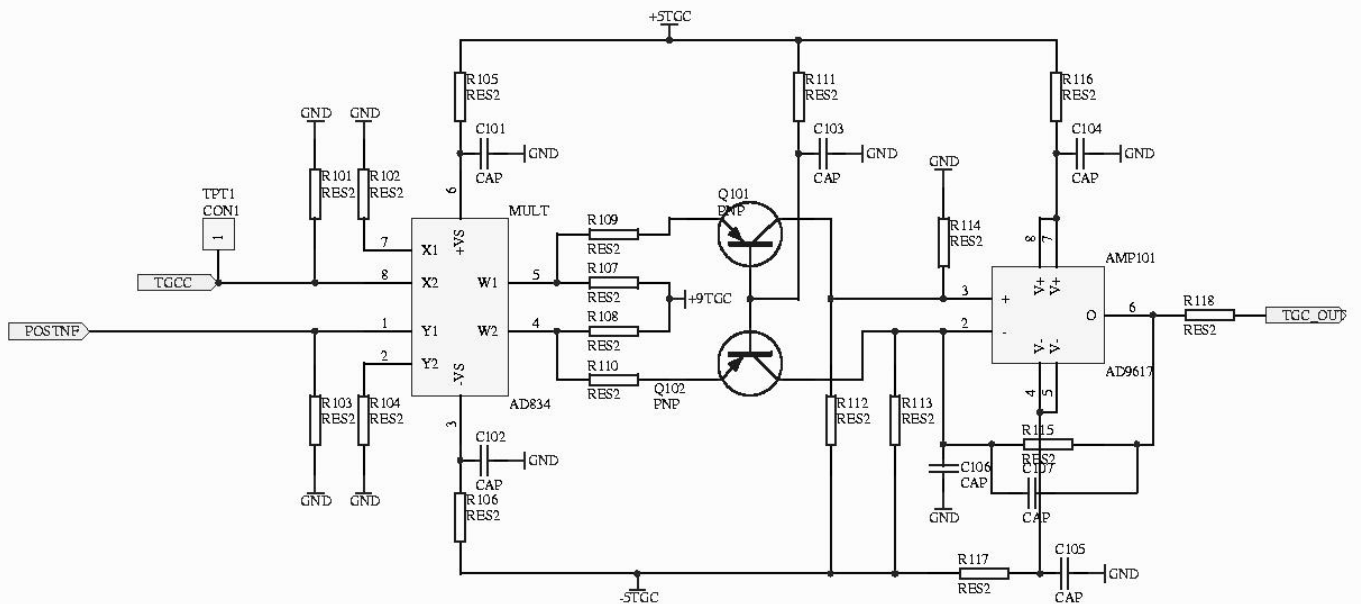 +5TGC
R105
RES2
R111
RES2
R116
RES2
GND
GND
C101
GND
CAP
C103
GND
CAP
C104
GND
CAP
R101
RES2
R102
RES2
TPT1
CON1
1
6
MULT
Q101
PNP
GND
R109
RES2
R114
RES2
8
7
AMP101
7
X1
+VS
TGCC
8
X2
W1
5
R107
RES2
+9TGC
V+
V+
3
+
1
Y1
W2
4
R108
RES2
2
-
O
6
R118
RES2
TGC_OUT
POSTNF
2
Y2
-VS
R110
RES2
Q102
PNP
V-
V-
AD9617
4
5
R103
RES2
R104
RES2
AD834
3
R112
RES2
R113
RES2
C102
GND
CAP
R115
RES2
C106
CAP
C107
CAP
GND
GND
R106
RES2
GND
R117
RES2
C105
GND
CAP
-5TGC